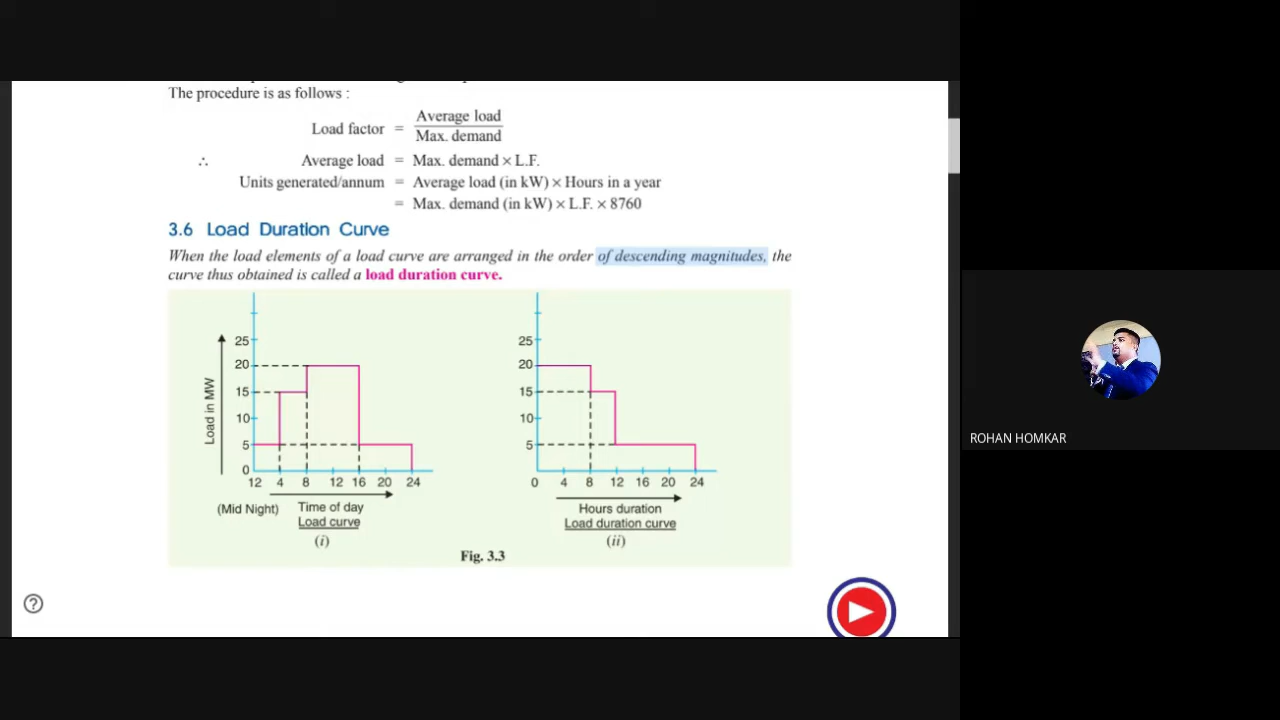 The procedure is as follows :
Load factor = Average load
Max. demand
∴ Average load = Max. demand × L.F.
Units generated/annum = Average load (in kW) × Hours in a year
= Max. demand (in kW) × L.F. × 8760
3.6 Load Duration Curve
When the load elements of a load curve are arranged in the order of descending magnitudes, the
curve thus obtained is called a load duration curve.
Load in MW
25
20
15
10
5
0
12 4 8 12 16 20 24
(Mid Night) Time of day
Load curve
(i)
25
20
15
10
5
0 4 8 12 16 20 24
Hours duration
Load duration curve
(ii)
Fig. 3.3
?
ROHAN HOMKAR